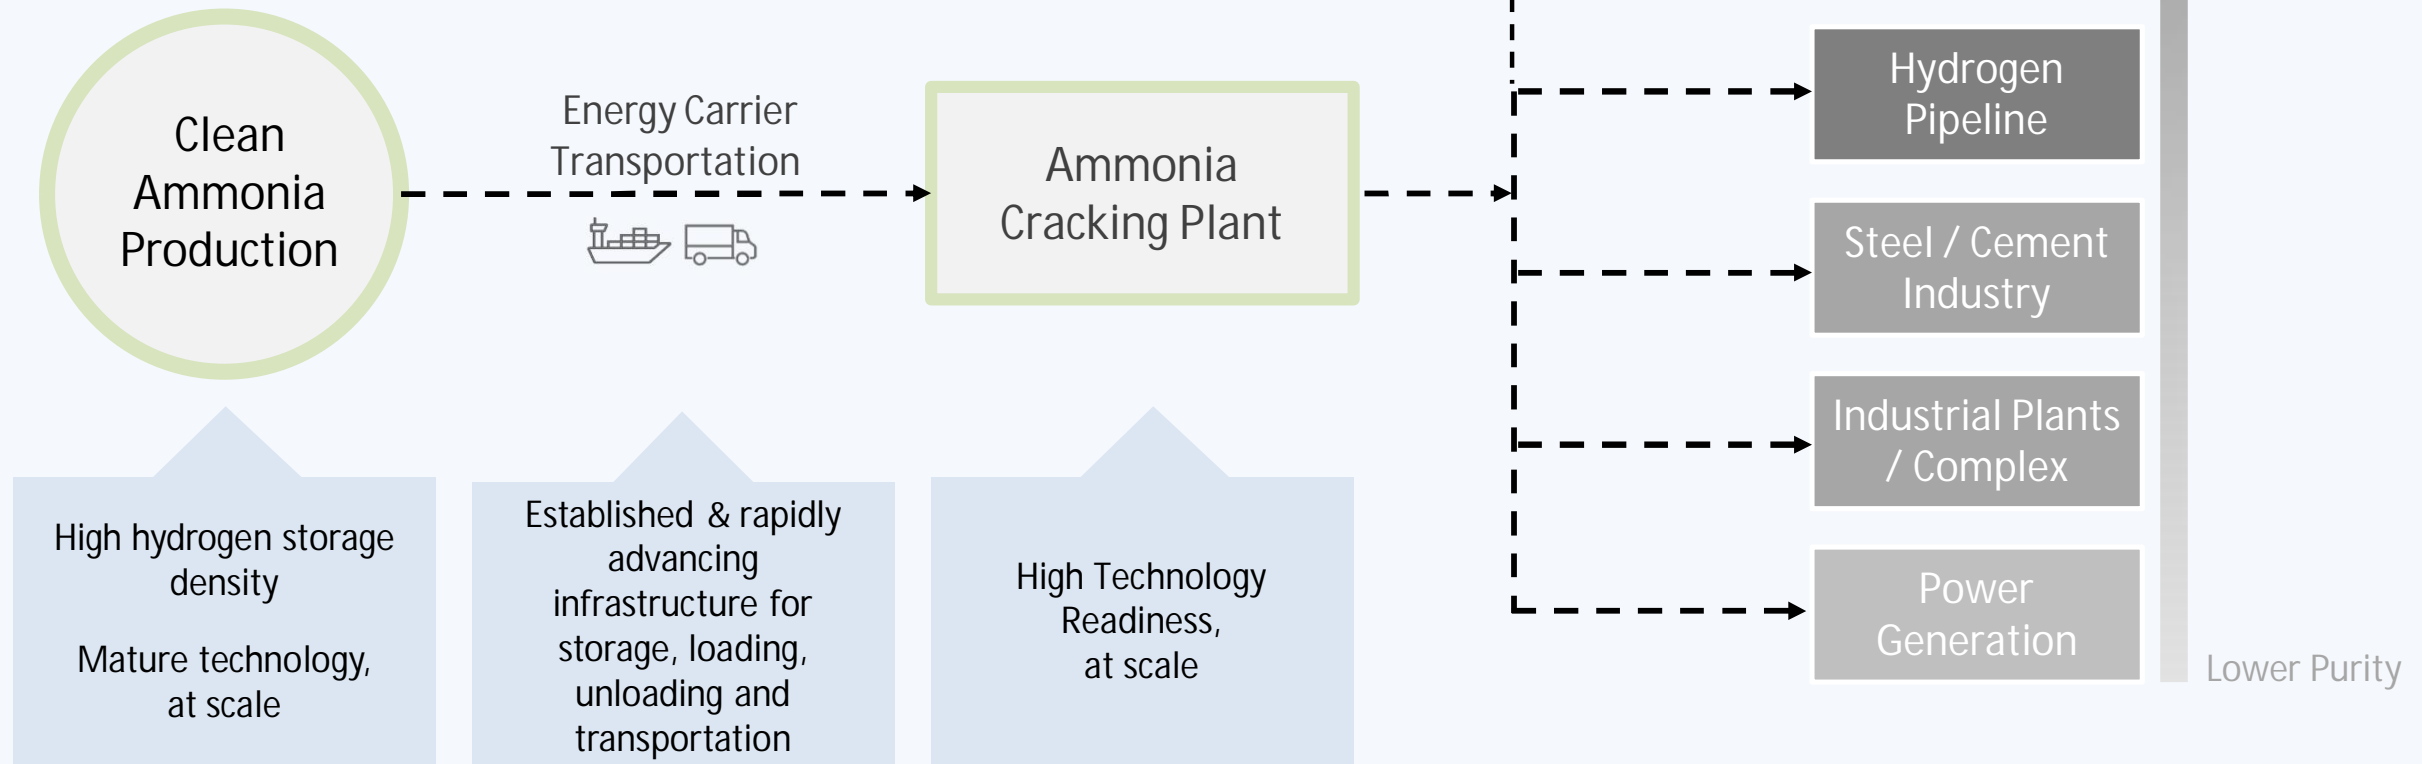 Clean
Ammonia
Production
Energy Carrier
Transportation
Ammonia
Cracking Plant
Hydrogen
Pipeline
Steel / Cement
Industry
Industrial Plants
/ Complex
Power
Generation
Lower Purity
High hydrogen storage
density
Mature technology,
at scale
Established & rapidly
advancing
infrastructure for
storage, loading,
unloading and
transportation
High Technology
Readiness,
at scale